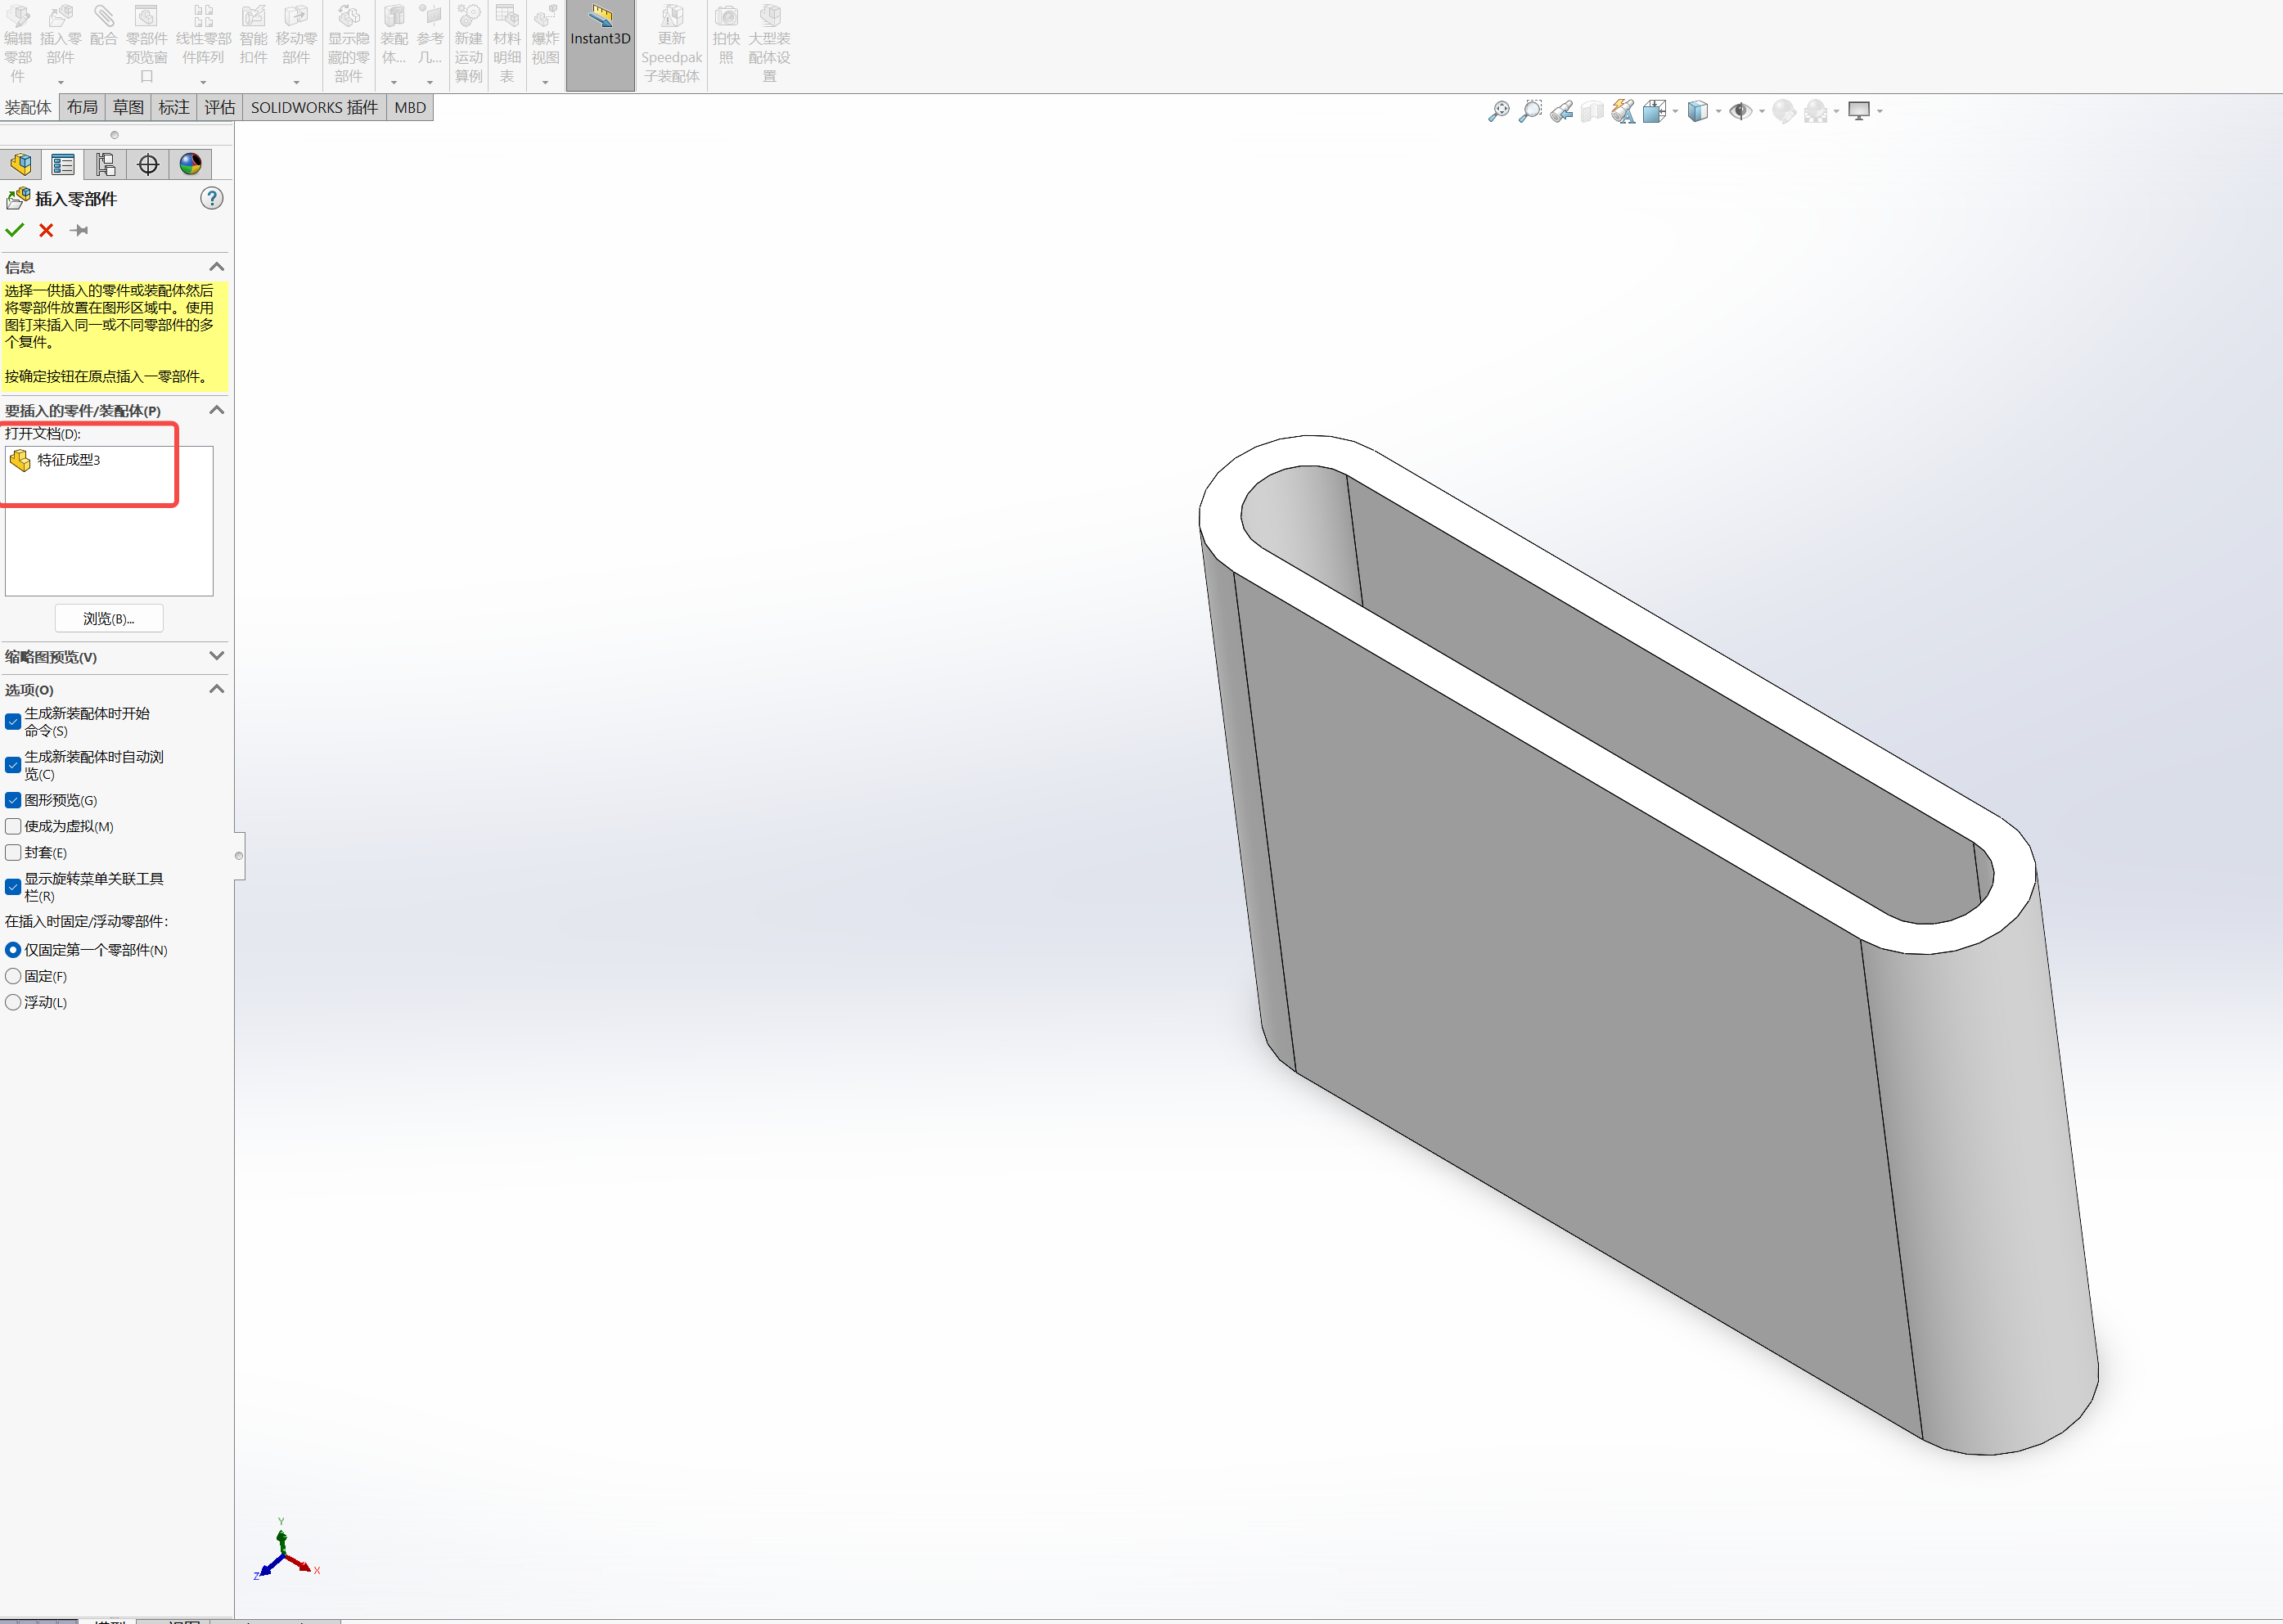 编辑零部件
插入零部件
配合
零部件预览窗口
线性零部件阵列
智能扣件
移动零部件
显示隐藏的零部件
装配体...
参考几...
新建运动算例
材料明细表
爆炸视图
Instant3D
更新Speedpak子装配体
拍快照
大型装配体设置
装配体 布局 草图 标注 评估 SOLIDWORKS 插件 MBD
插入零部件
信息
选择一供插入的零件或装配体然后
将零部件放置在图形区域中。使用
图钉来插入同一或不同零部件的多
个复件。
按确定按钮在原点插入一零部件。
要插入的零件/装配体(P)
打开文档(D):
特征成型3
浏览(B)...
缩略图预览(V)
选项(O)
生成新装配体时开始
命令(S)
生成新装配体时自动浏
览(C)
图形预览(G)
使成为虚拟(M)
封套(E)
显示旋转菜单关联工具
栏(R)
在插入时固定/浮动零部件:
仅固定第一个零部件(N)
固定(F)
浮动(L)
Y
X
Z